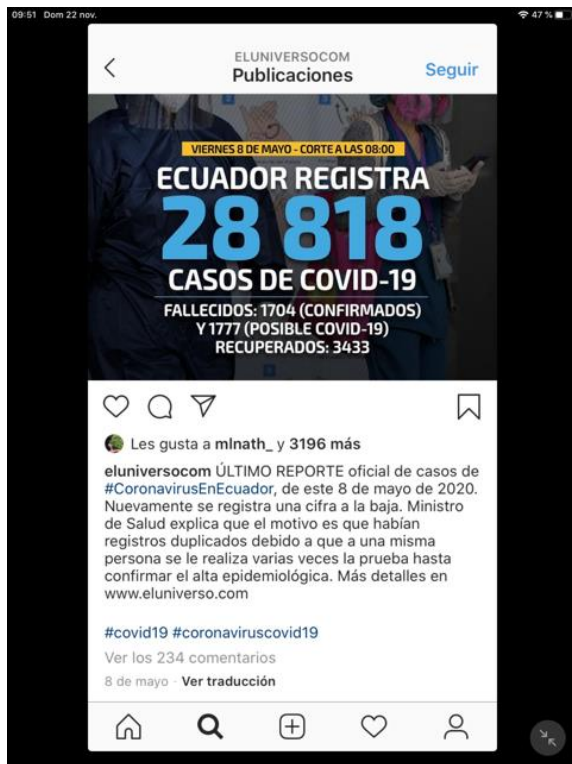 09:51 Dom 22 nov.
47 %
ELUNIVERSOCOM
Publicaciones
Seguir
VIERNES 8 DE MAYO - CORTE A LAS 08:00
ECUADOR REGISTRA
28 818
CASOS DE COVID-19
FALLECIDOS: 1704 (CONFIRMADOS)
Y 1777 (POSIBLE COVID-19)
RECUPERADOS: 3433
Les gusta a mlnath_ y 3196 más
eluniversocom ÚLTIMO REPORTE oficial de casos de
#CoronavirusEnEcuador, de este 8 de mayo de 2020.
Nuevamente se registra una cifra a la baja. Ministro
de Salud explica que el motivo es que habían
registros duplicados debido a que a una misma
persona se le realiza varias veces la prueba hasta
confirmar el alta epidemiológica. Más detalles en
www.eluniverso.com
#covid19 #coronaviruscovid19
Ver los 234 comentarios
8 de mayo · Ver traducción